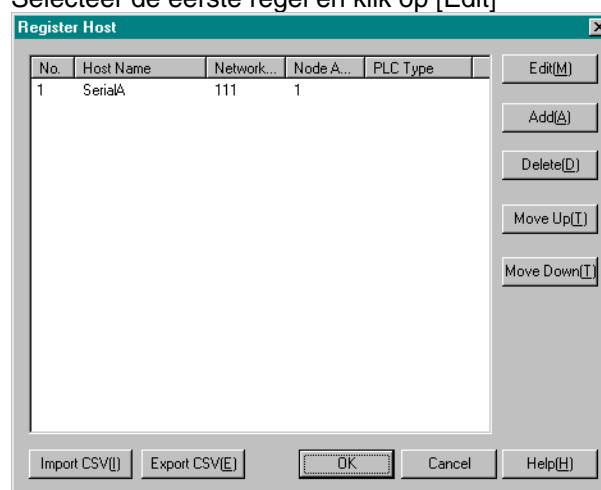 Selecteer de eerste regel en klik op [Edit]
Register Host
No. Host Name Network... Node A... PLC Type
1 SerialA 111 1
Edit(M)
Add(A)
Delete(D)
Move Up(T)
Move Down(T)
Import CSV(I) Export CSV(E) OK Cancel Help(H)